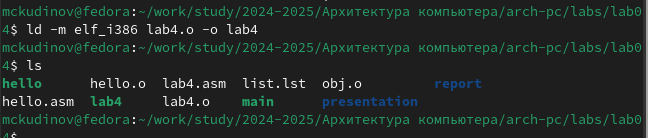 mckudinov@fedora:~/work/study/2024-2025/Архитектура компьютера/arch-pc/labs/lab0
4$ ld -m elf_i386 lab4.o -o lab4
mckudinov@fedora:~/work/study/2024-2025/Архитектура компьютера/arch-pc/labs/lab0
4$ ls
hello hello.o lab4.asm list.lst obj.o report
hello.asm lab4 lab4.o main presentation
mckudinov@fedora:~/work/study/2024-2025/Архитектура компьютера/arch-pc/labs/lab0
4$